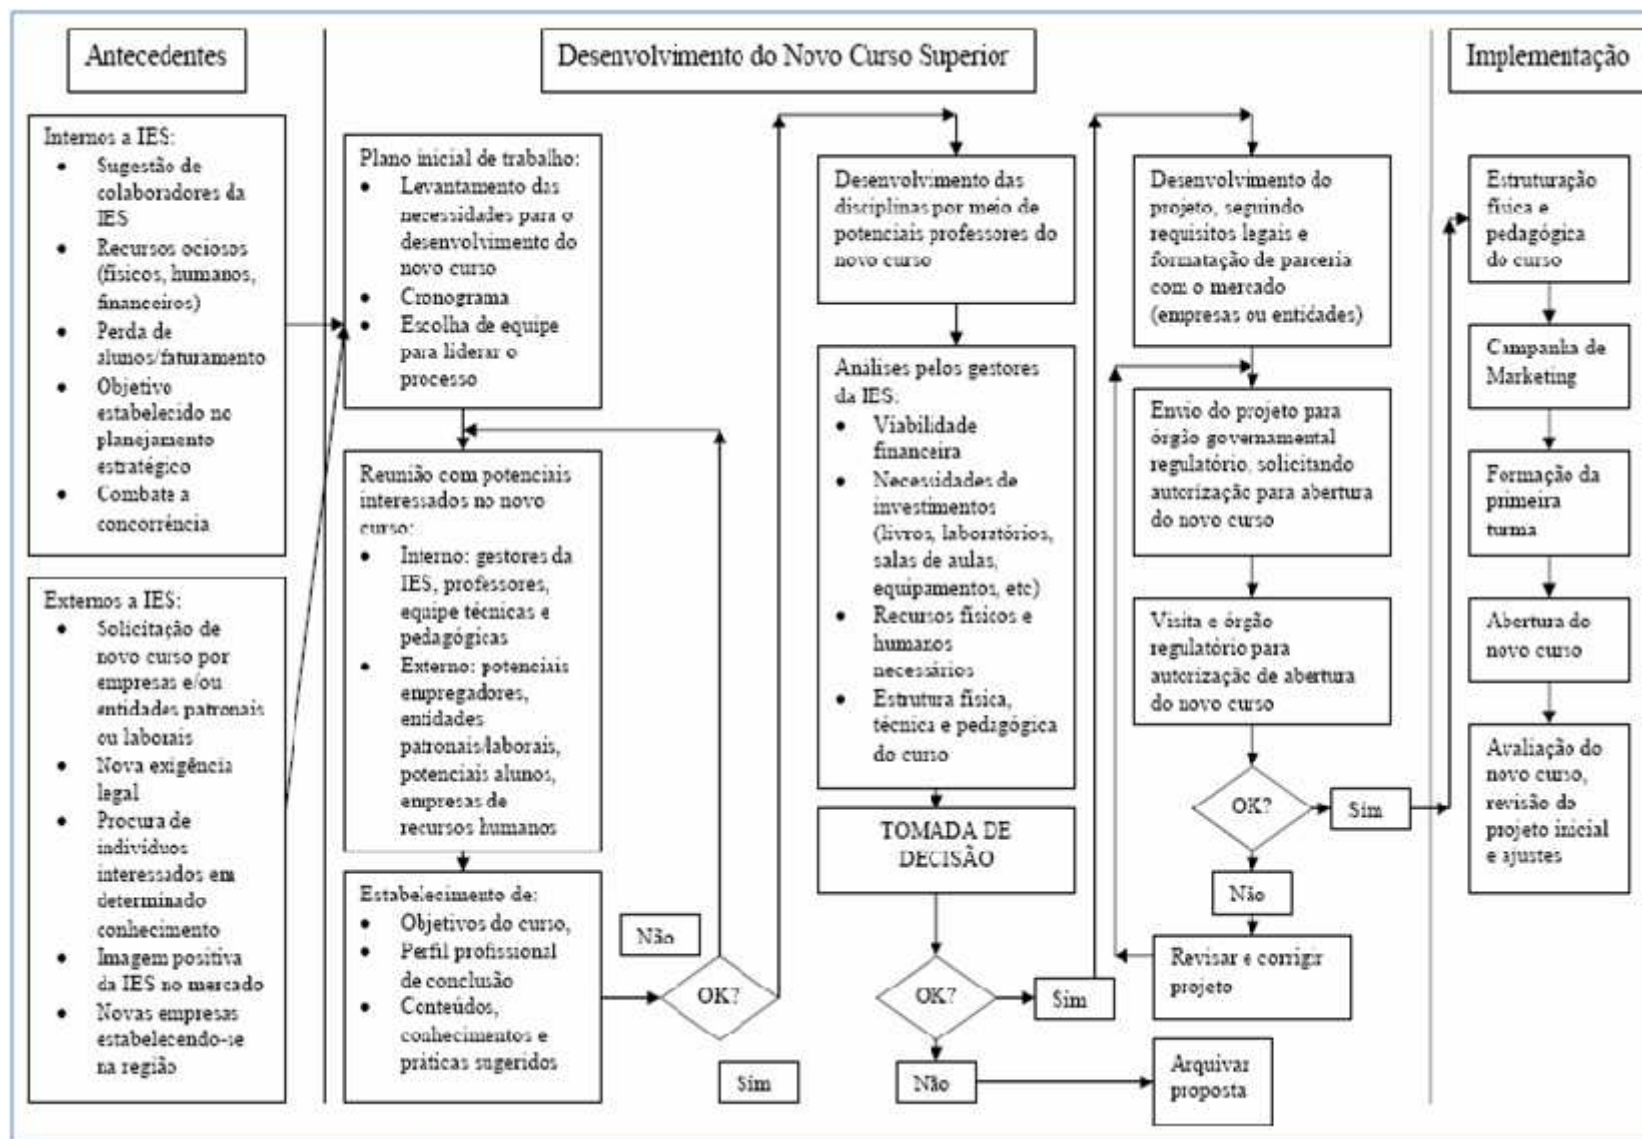 Antecedentes
Desenvolvimento do Novo Curso Superior
Implementação
Internos a IES:
• Sugestão de
colaboradores da
IES
• Recursos ociosos
(físicos, humanos,
financeiros)
• Perda de
alunos/faturamento
• Objetivo
estabelecido no
planejamento
estratégico
• Combate a
concorrência
Externos a IES:
• Solicitação de
novo curso por
empresas e/ou
entidades patronais
ou laborais
• Nova exigência
legal
• Procura de
indivíduos
interessados em
determinado
conhecimento
• Imagem positiva
da IES no mercado
• Novas empresas
estabelecendo-se
na região
Plano inicial de trabalho:
• Levantamento das
necessidades para o
desenvolvimento do
novo curso
• Cronograma
• Escolha de equipe
para liderar o
processo
Reunião com potenciais
interessados no novo
curso:
• Interno: gestores da
IES, professores,
equipe técnicas e
pedagógicas
• Externo: potenciais
empregadores,
entidades
patronais/laborais,
potenciais alunos,
empresas de
recursos humanos
Estabelecimento de:
• Objetivos do curso,
• Perfil profissional
de conclusão
• Conteúdos,
conhecimentos e
práticas sugeridos
Não
OK?
Sim
Desenvolvimento das
disciplinas por meio de
potenciais professores do
novo curso
Análises pelos gestores
da IES:
• Viabilidade
financeira
• Necessidades de
investimentos
(livros, laboratórios,
salas de aulas,
equipamentos, etc)
• Recursos físicos e
humanos
necessários
• Estrutura física,
técnica e pedagógica
do curso
TOMADA DE
DECISÃO
OK?
Sim
Não
Arquivar
proposta
Desenvolvimento do
projeto, seguindo
requisitos legais e
formatação de parceria
com o mercado
(empresas ou entidades)
Envio do projeto para
órgão governamental
regulatório, solicitando
autorização para abertura
do novo curso
Visita e órgão
regulatório para
autorização de abertura
do novo curso
OK?
Sim
Não
Revisar e corrigir
projeto
Estruturação
física e
pedagógica
do curso
Campanha de
Marketing
Formação da
primeira
turma
Abertura do
novo curso
Avaliação do
novo curso,
revisão do
projeto inicial
e ajustes